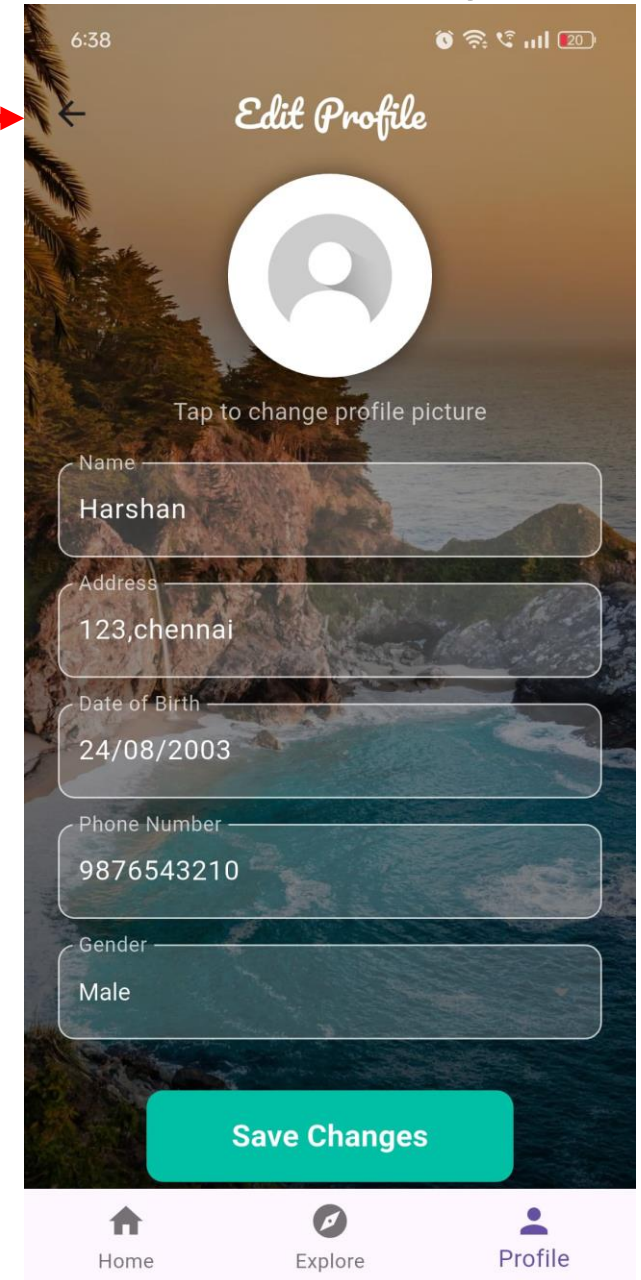 6:38
20
Edit Profile
Tap to change profile picture
Name
Harshan
Address
123,chennai
Date of Birth
24/08/2003
Phone Number
9876543210
Gender
Male
Save Changes
Home
Explore
Profile